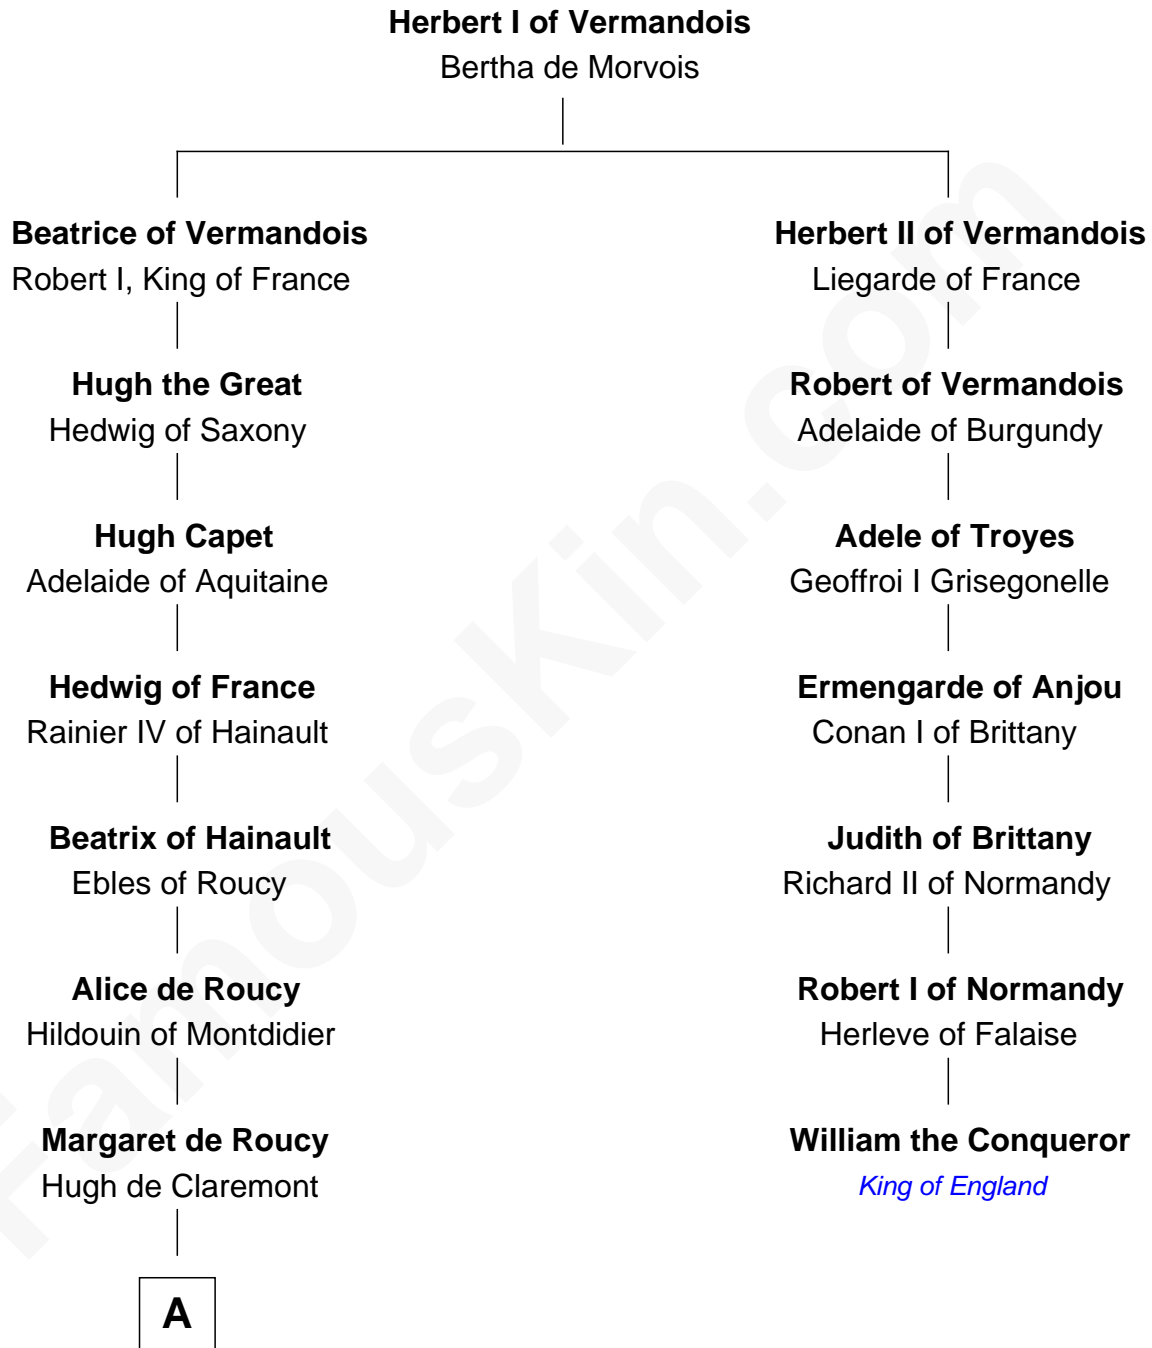 Herbert I of Vermandois
Bertha de Morvois
Beatrice of Vermandois
Robert I, King of France
Herbert II of Vermandois
Liegarde of France
Hugh the Great
Hedwig of Saxony
Robert of Vermandois
Adelaide of Burgundy
Hugh Capet
Adelaide of Aquitaine
Adele of Troyes
Geoffroi I Grisegonelle
Hedwig of France
Rainier IV of Hainault
Ermengarde of Anjou
Conan I of Brittany
Beatrix of Hainault
Ebles of Roucy
Judith of Brittany
Richard II of Normandy
Alice de Roucy
Hildouin of Montdidier
Robert I of Normandy
Herleve of Falaise
Margaret de Roucy
Hugh de Claremont
William the Conqueror
King of England
A
FamousKin.com